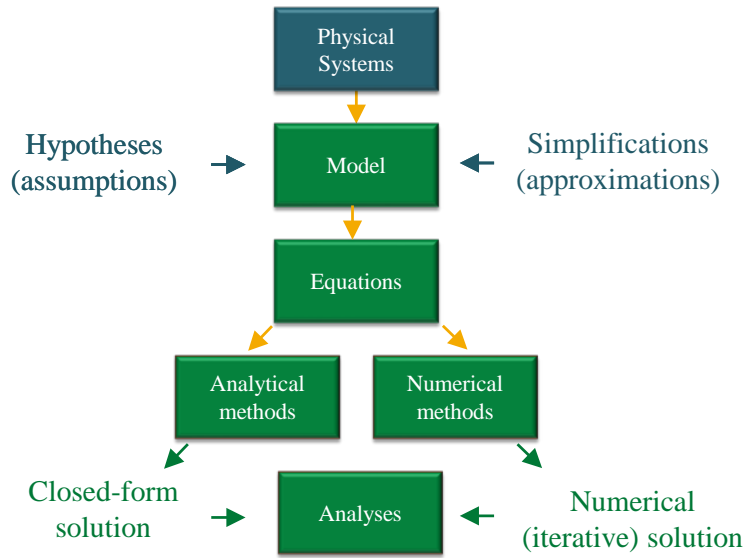 Physical
Systems
Hypotheses
(assumptions)
Model
Simplifications
(approximations)
Equations
Analytical
methods
Numerical
methods
Closed-form
solution
Analyses
Numerical
(iterative) solution